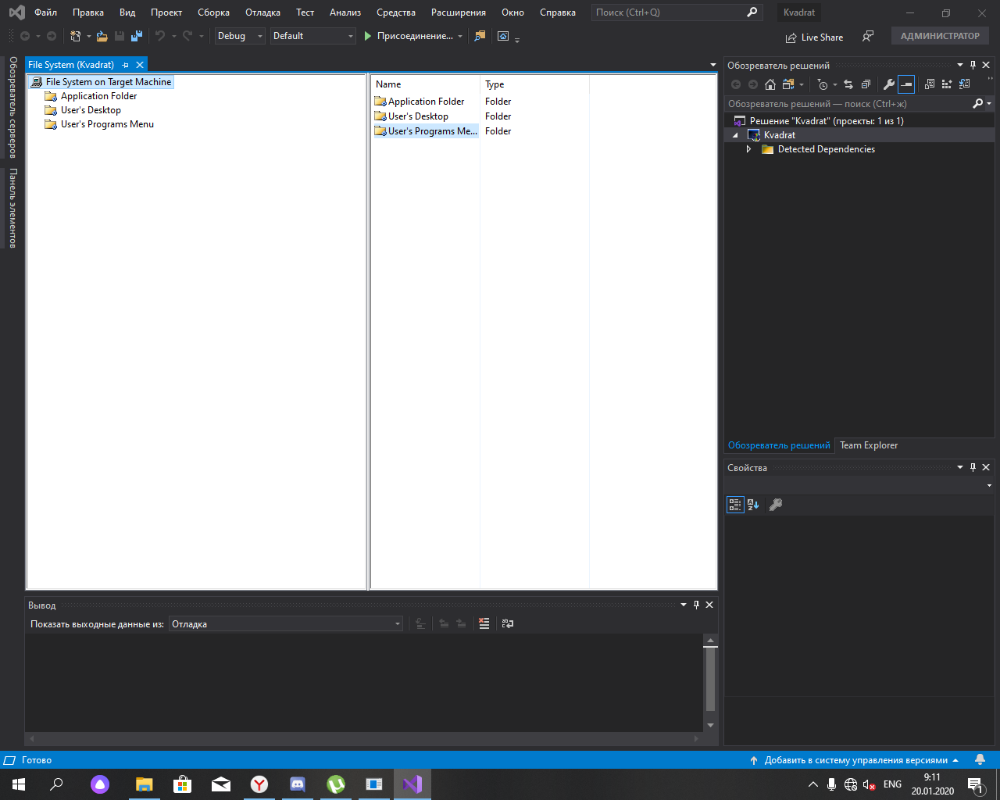 Файл Правка Вид Проект Сборка Отладка Тест Анализ Средства Расширения Окно Справка Поиск (Ctrl+Q) Kvadrat
Debug Default Присоединение... Live Share АДМИНИСТРАТОР
Обозреватель серверов
Панель элементов
File System (Kvadrat)
File System on Target Machine
Application Folder
User's Desktop
User's Programs Menu
Name Type
Application Folder Folder
User's Desktop Folder
User's Programs Me... Folder
Обозреватель решений
Обозреватель решений — поиск (Ctrl+ж)
Решение "Kvadrat" (проекты: 1 из 1)
Kvadrat
Detected Dependencies
Обозреватель решений Team Explorer
Свойства
Вывод
Показать выходные данные из: Отладка
Готово Добавить в систему управления версиями
ENG 9:11
20.01.2020
1